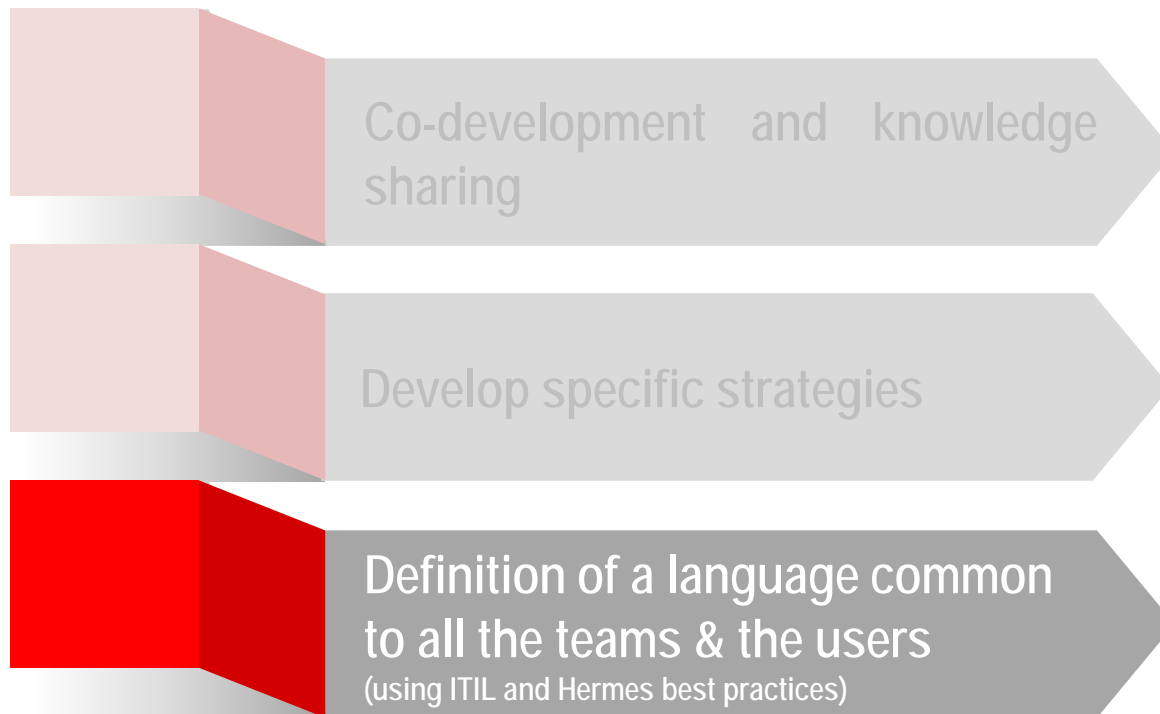 Co-development and knowledge
sharing
Develop specific strategies
Definition of a language common
to all the teams & the users
(using ITIL and Hermes best practices)